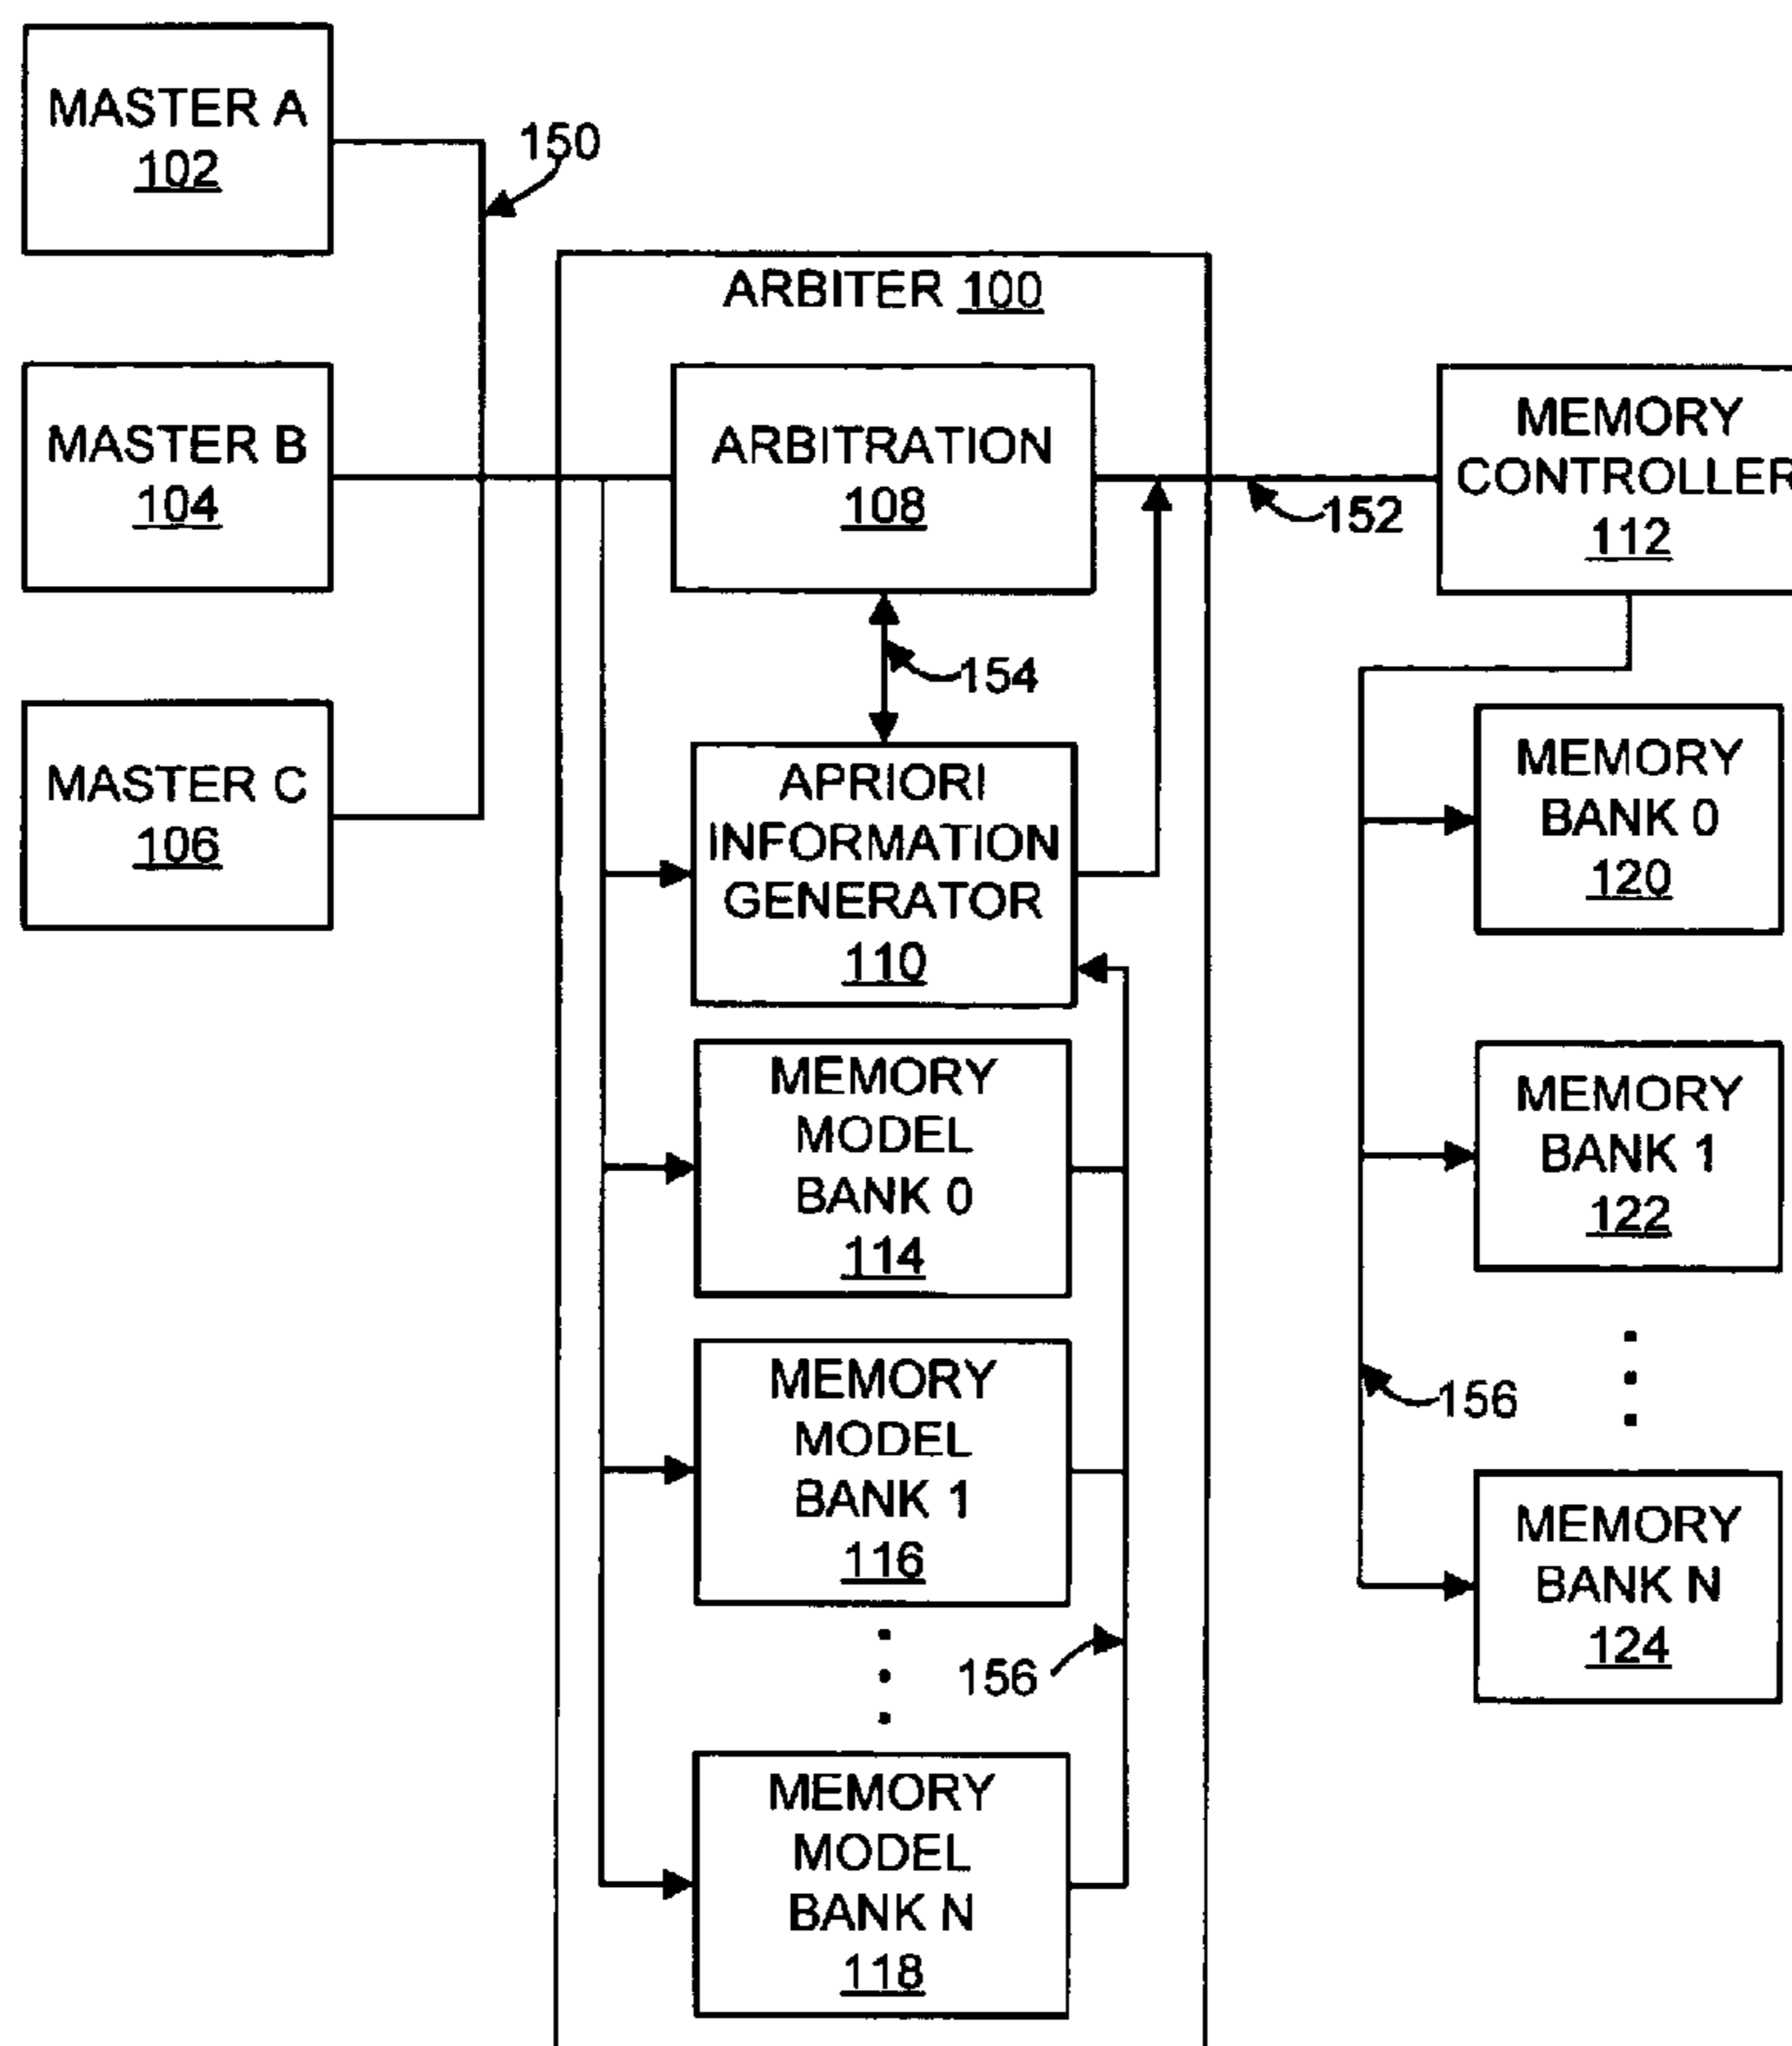 MASTER A
102
150
ARBITER 100
MASTER B
104
ARBITRATION
108
152
MEMORY
CONTROLLER
112
154
MASTER C
106
APRIORI
INFORMATION
GENERATOR
110
MEMORY
BANK 0
120
MEMORY
MODEL
BANK 0
114
MEMORY
BANK 1
122
MEMORY
MODEL
BANK 1
116
156
MEMORY
BANK N
124
156
MEMORY
MODEL
BANK N
118